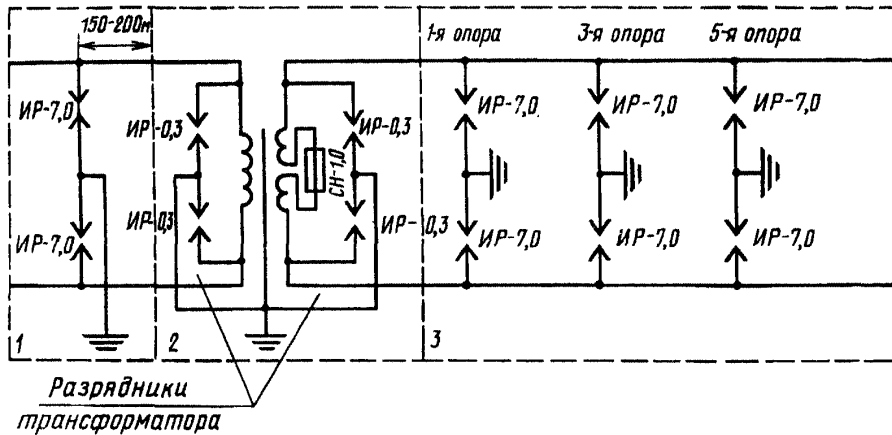 150-200м
1-я опора
3-я опора
5-я опора
ИР-7,0
ИР-0,3
ИР-0,3
ИР-7,0
ИР-7,0
ИР-7,0
СН-1,0
ИР-7,0
ИР-0,3
ИР-0,3
ИР-7,0
ИР-7,0
ИР-7,0
1
2
3
Разрядники
трансформатора